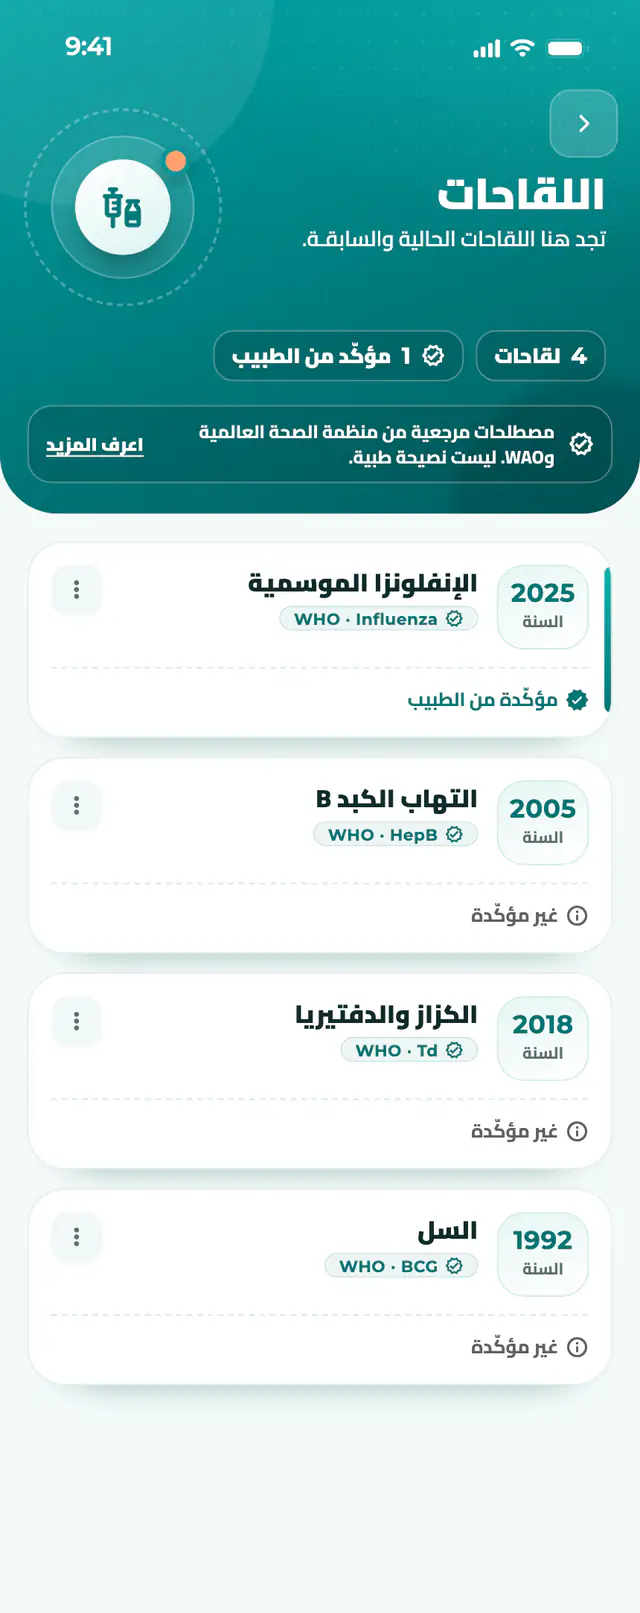 9:41
اللقاحات
تجد هنا اللقاحات الحالية والسابقـة.
4 لقاحات
1 مؤكّد من الطبيب
مصطلحات مرجعية من منظمة الصحة العالمية
وWAO. ليست نصيحة طبية.
اعرف المزيد
2025
السنة
الإنفلونزا الموسمية
WHO · Influenza
مؤكّدة من الطبيب
2005
السنة
التهاب الكبد B
WHO · HepB
غير مؤكّدة
2018
السنة
الكزاز والدفتيريا
WHO · Td
غير مؤكّدة
1992
السنة
السل
WHO · BCG
غير مؤكّدة